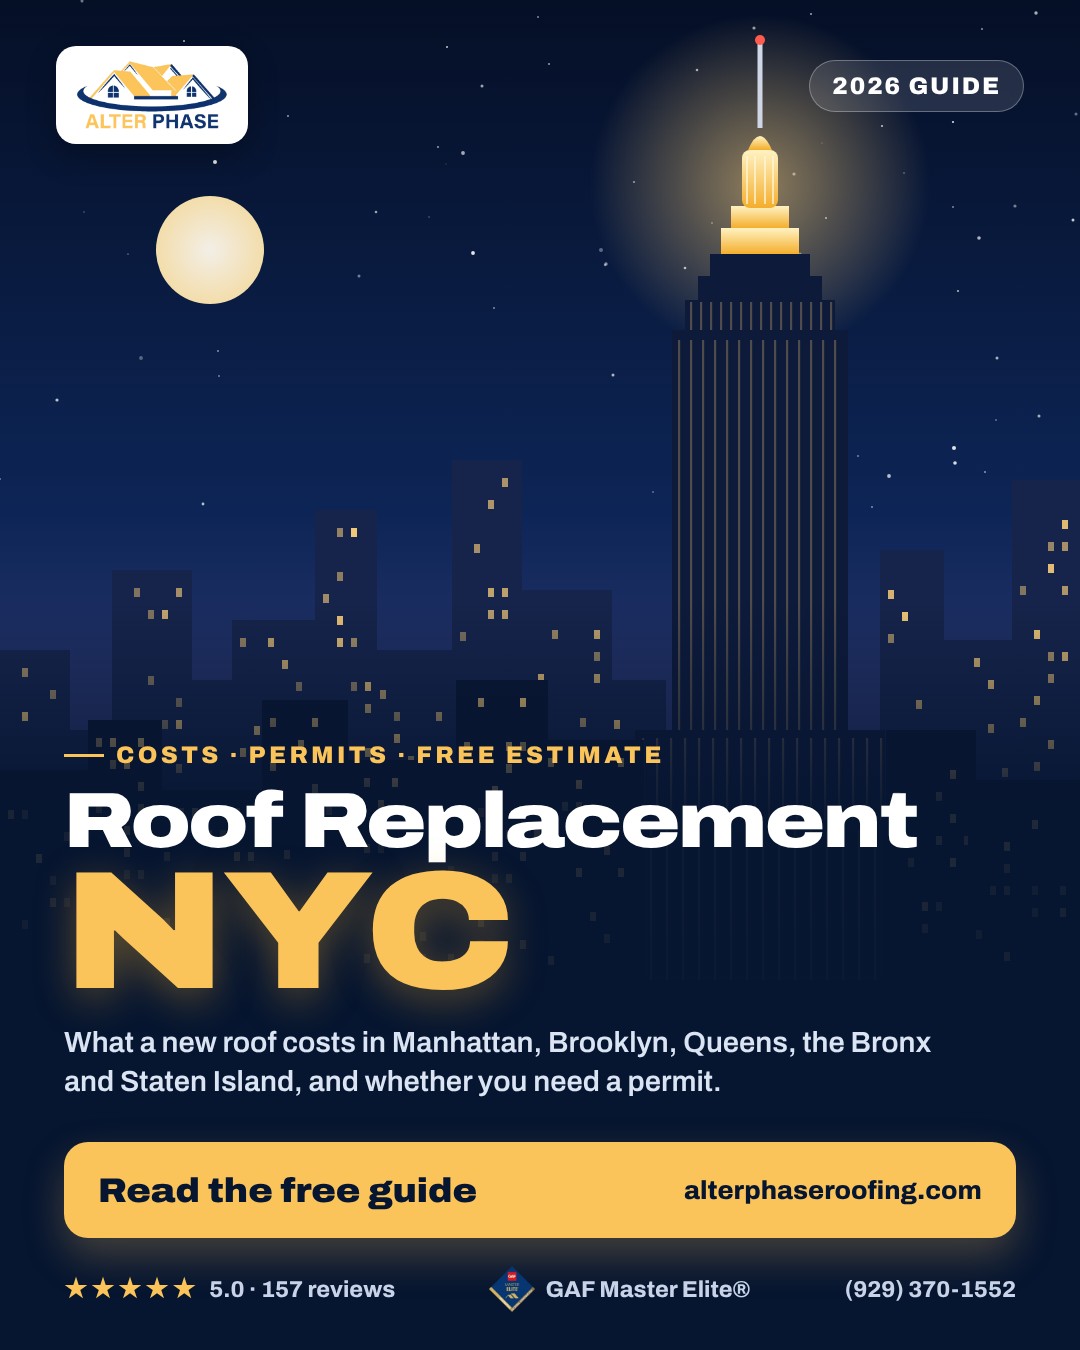 ALTER PHASE
2026 GUIDE
COSTS · PERMITS · FREE ESTIMATE
Roof Replacement
NYC
What a new roof costs in Manhattan, Brooklyn, Queens, the Bronx
and Staten Island, and whether you need a permit.
Read the free guide
alterphaseroofing.com
★★★★★ 5.0 · 157 reviews
GAF Master Elite®
(929) 370-1552